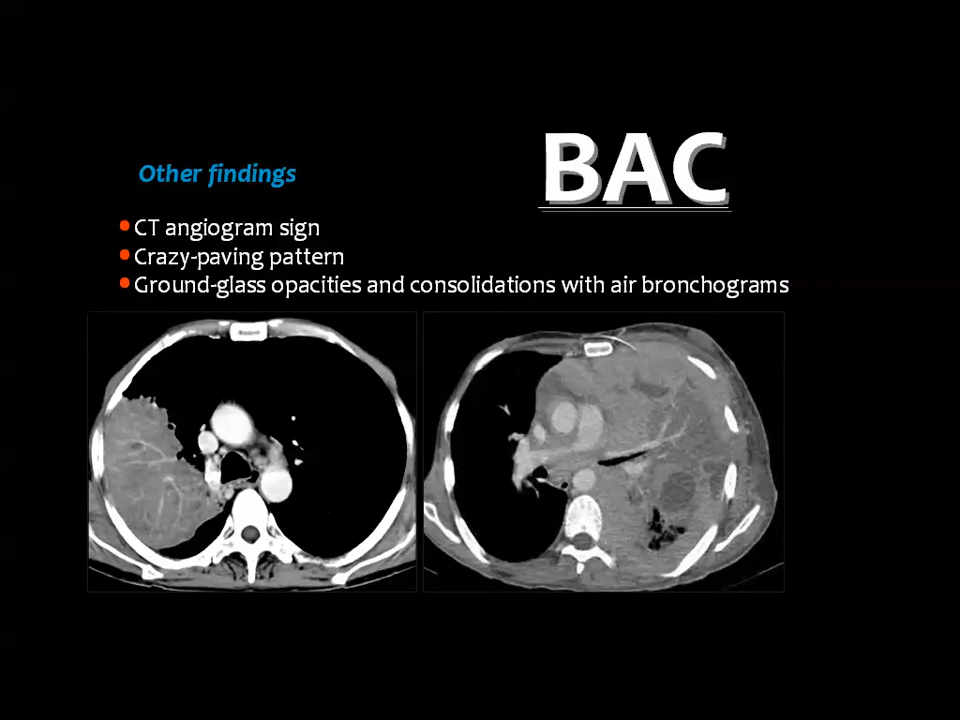 BAC
Other findings
CT angiogram sign
Crazy-paving pattern
Ground-glass opacities and consolidations with air bronchograms